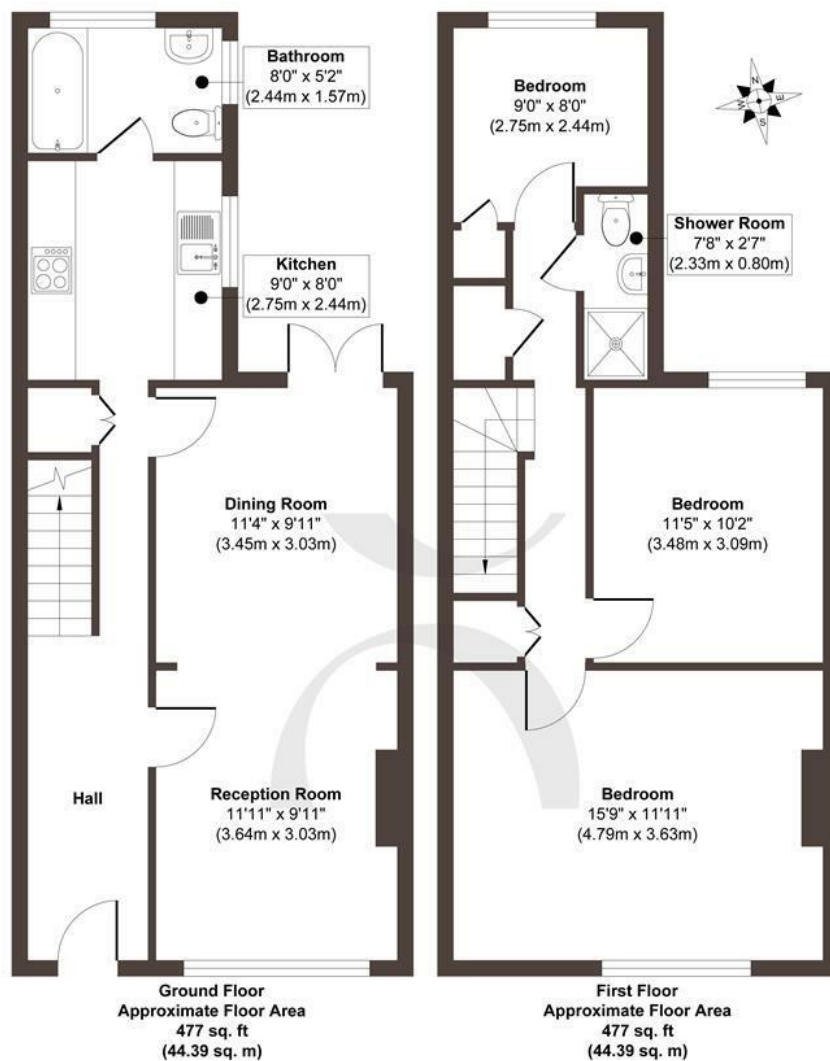 Bathroom
8'0" x 5'2"
(2.44m x 1.57m)
Kitchen
9'0" x 8'0"
(2.75m x 2.44m)
Dining Room
11'4" x 9'11"
(3.45m x 3.03m)
Hall
Reception Room
11'11" x 9'11"
(3.64m x 3.03m)
Ground Floor
Approximate Floor Area
477 sq. ft
(44.39 sq. m)
Bedroom
9'0" x 8'0"
(2.75m x 2.44m)
N
W
E
S
Shower Room
7'8" x 2'7"
(2.33m x 0.80m)
Bedroom
11'5" x 10'2"
(3.48m x 3.09m)
Bedroom
15'9" x 11'11"
(4.79m x 3.63m)
First Floor
Approximate Floor Area
477 sq. ft
(44.39 sq. m)